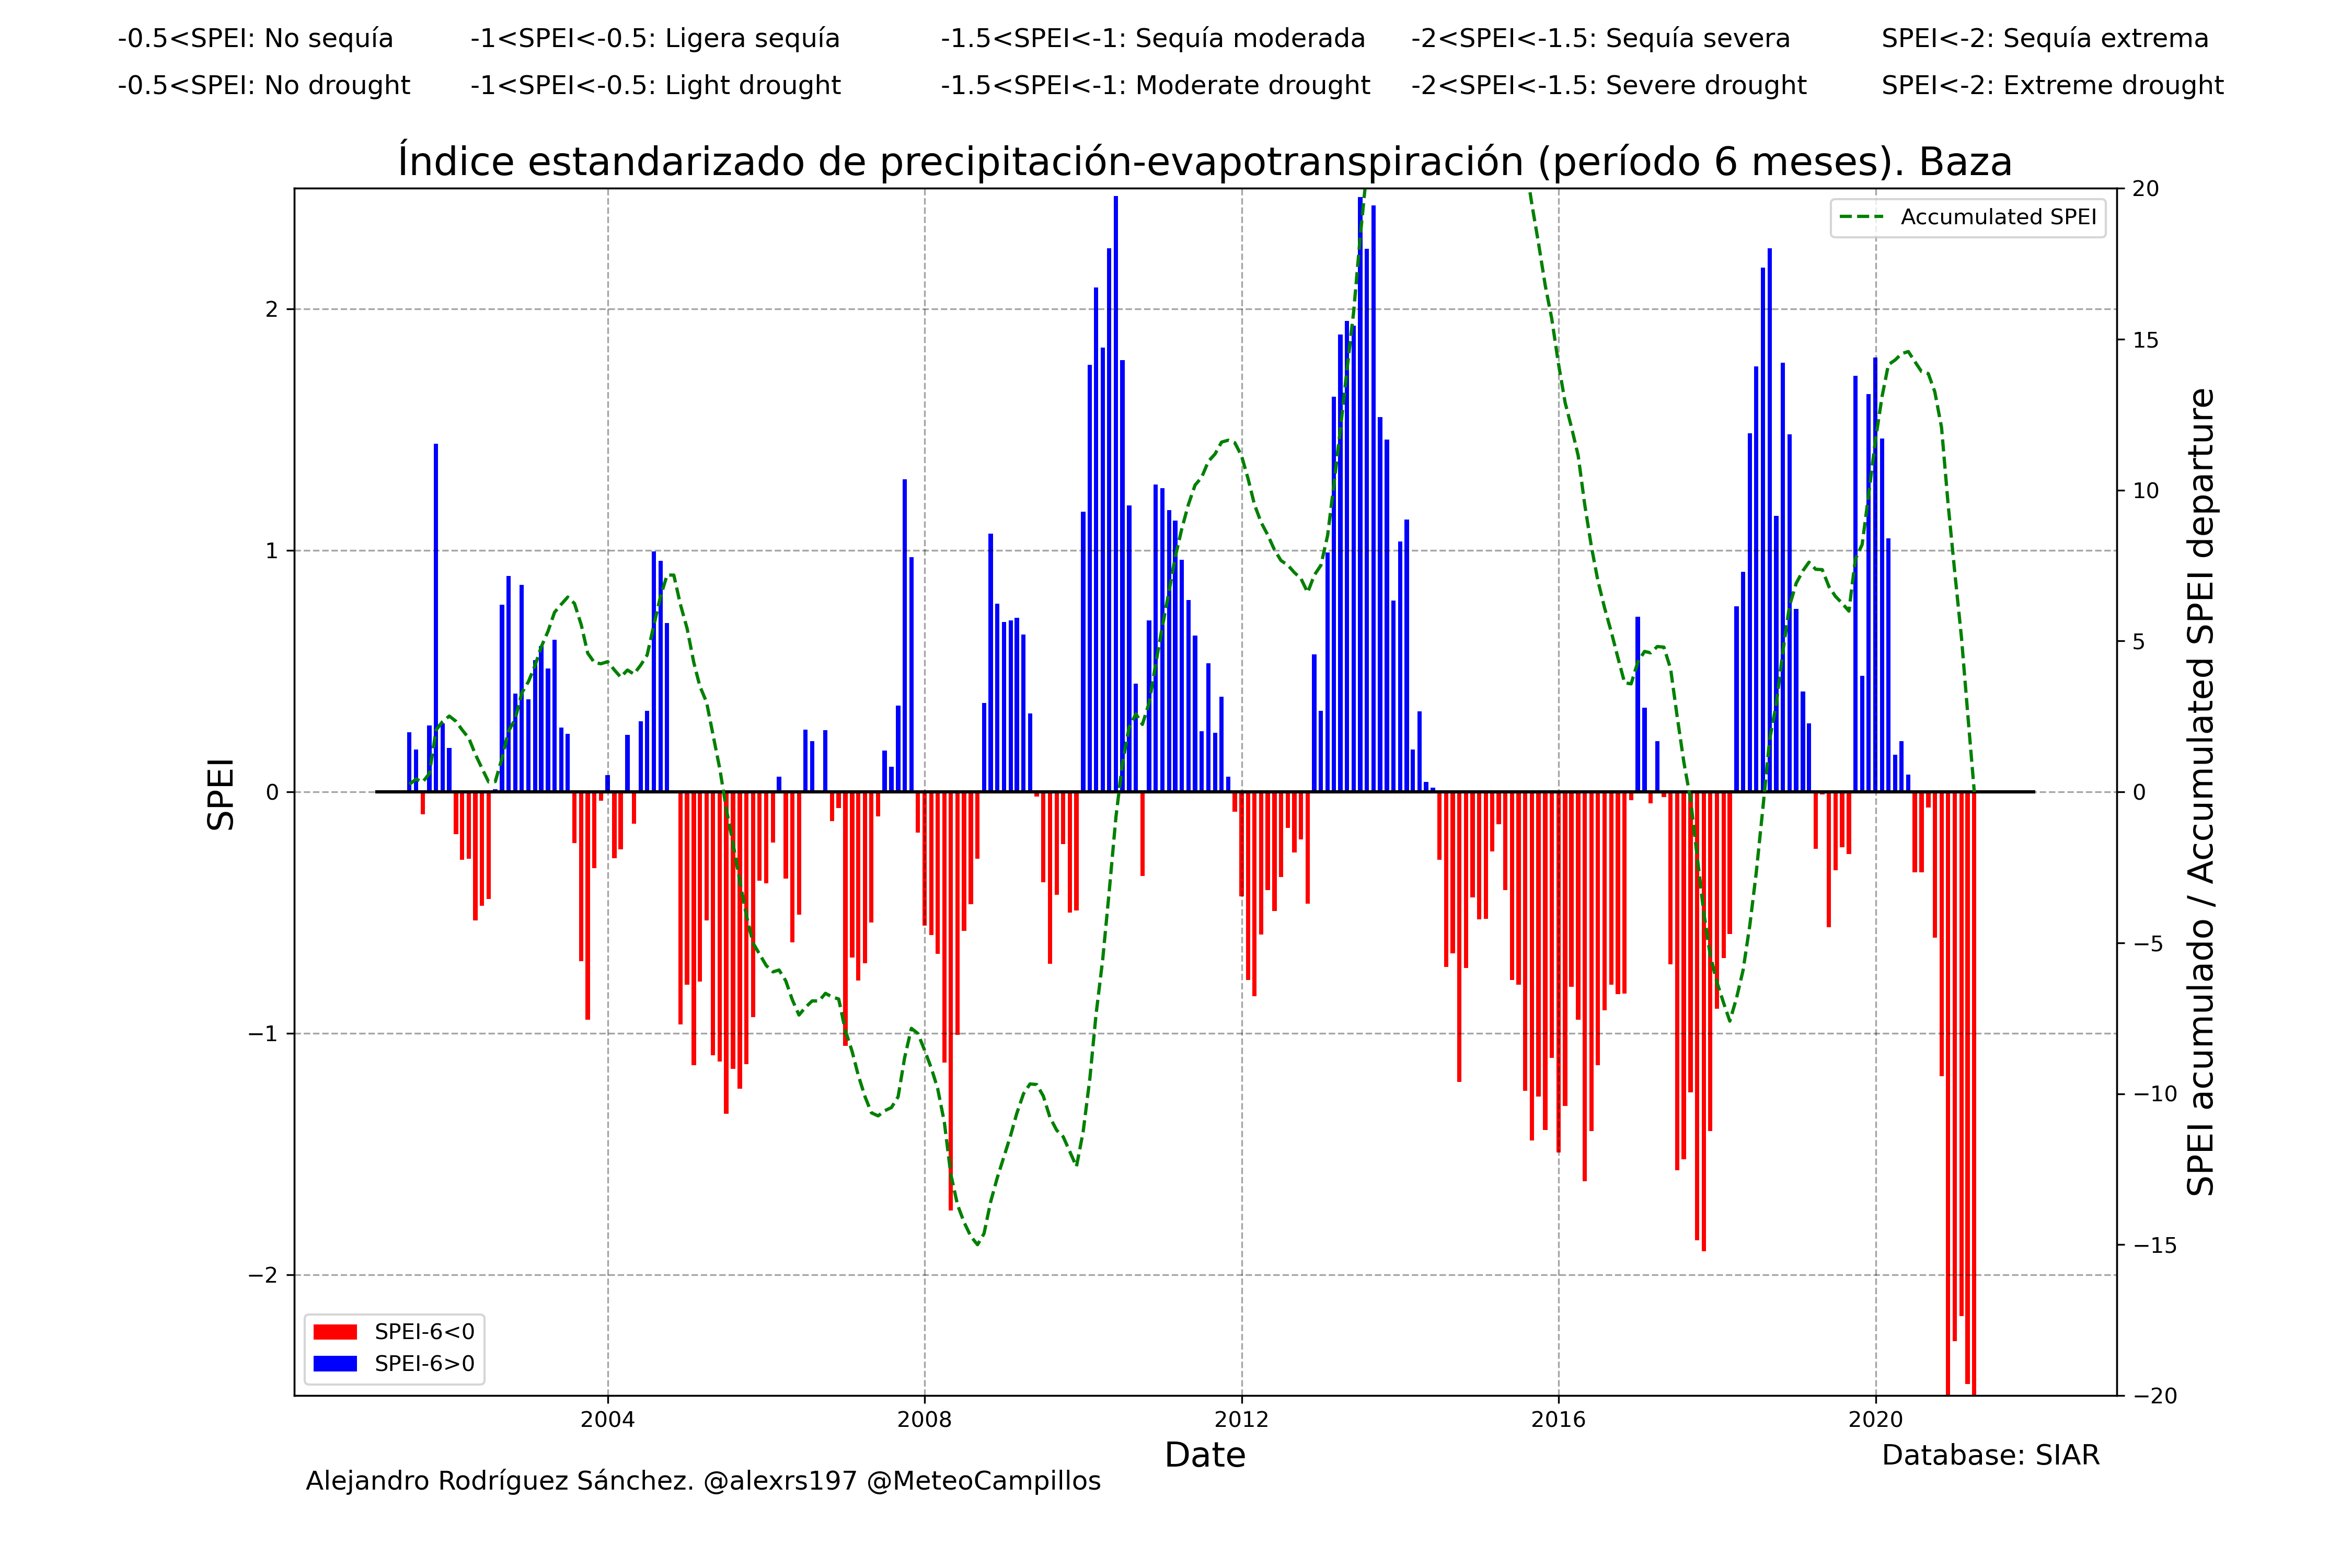 -0.5<SPEI: No sequía -1<SPEI<-0.5: Ligera sequía -1.5<SPEI<-1: Sequía moderada -2<SPEI<-1.5: Sequía severa SPEI<-2: Sequía extrema
-0.5<SPEI: No drought -1<SPEI<-0.5: Light drought -1.5<SPEI<-1: Moderate drought -2<SPEI<-1.5: Severe drought SPEI<-2: Extreme drought
Índice estandarizado de precipitación-evapotranspiración (período 6 meses). Baza
Accumulated SPEI
SPEI
2
1
0
−1
−2
20
15
10
5
0
−5
−10
−15
−20
SPEI acumulado / Accumulated SPEI departure
SPEI-6<0
SPEI-6>0
2004 2008 2012 2016 2020
Date
Database: SIAR
Alejandro Rodríguez Sánchez. @alexrs197 @MeteoCampillos